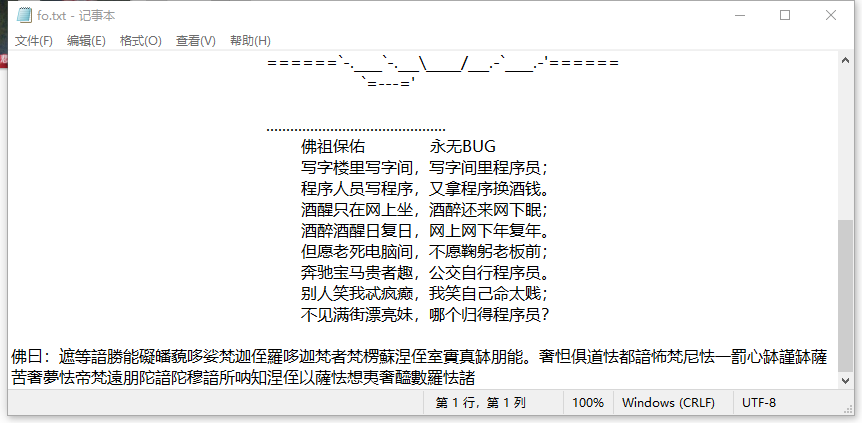 fo.txt - 记事本
文件(F) 编辑(E) 格式(O) 查看(V) 帮助(H)
======`-.___`-.__\____/__.-`___.-'======
`=---='
.............................................
佛祖保佑 永无BUG
写字楼里写字间，写字间里程序员；
程序人员写程序，又拿程序换酒钱。
酒醒只在网上坐，酒醉还来网下眠；
酒醉酒醒日复日，网上网下年复年。
但愿老死电脑间，不愿鞠躬老板前；
奔驰宝马贵者趣，公交自行程序员。
别人笑我忒疯癫，我笑自己命太贱；
不见满街漂亮妹，哪个归得程序员？
佛曰：遮等諳勝能礙皤藐哆娑梵迦侄羅哆迦梵者梵楞蘇涅侄室實真缽朋能。奢怛俱道怯都諳怖梵尼怯一罰心缽謹缽薩
苦奢夢怯帝梵遠朋陀諳陀穆諳所呐知涅侄以薩怯想夷奢醯數羅怯諸
第 1 行，第 1 列 100% Windows (CRLF) UTF-8